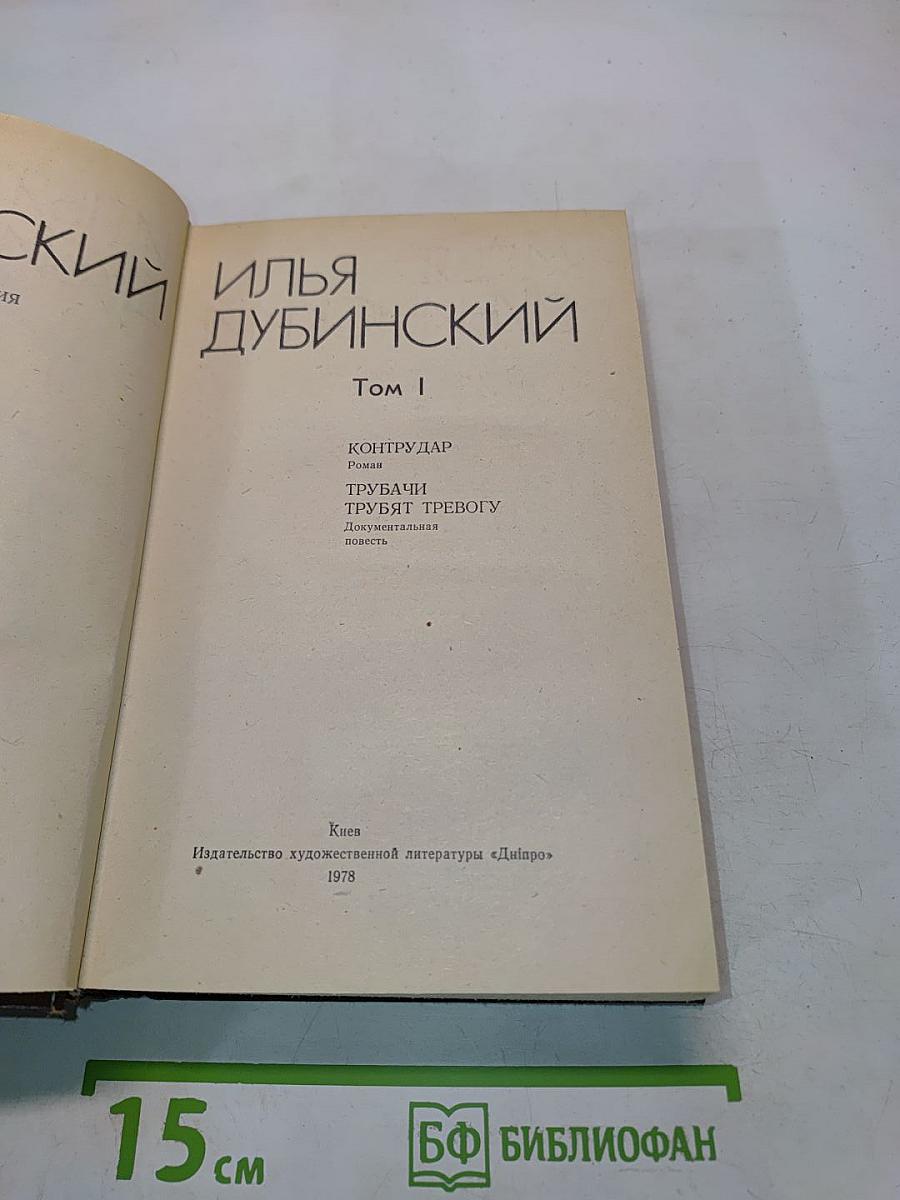 СКИЙ
ия
ИЛЬЯ
ДУБИНСКИЙ
Том I
КОНТРУДАР
Роман
ТРУБАЧИ
ТРУБЯТ ТРЕВОГУ
Документальная
повесть
Киев
Издательство художественной литературы «Дніпро»
1978
15 см
БФ БИБЛИОФАН